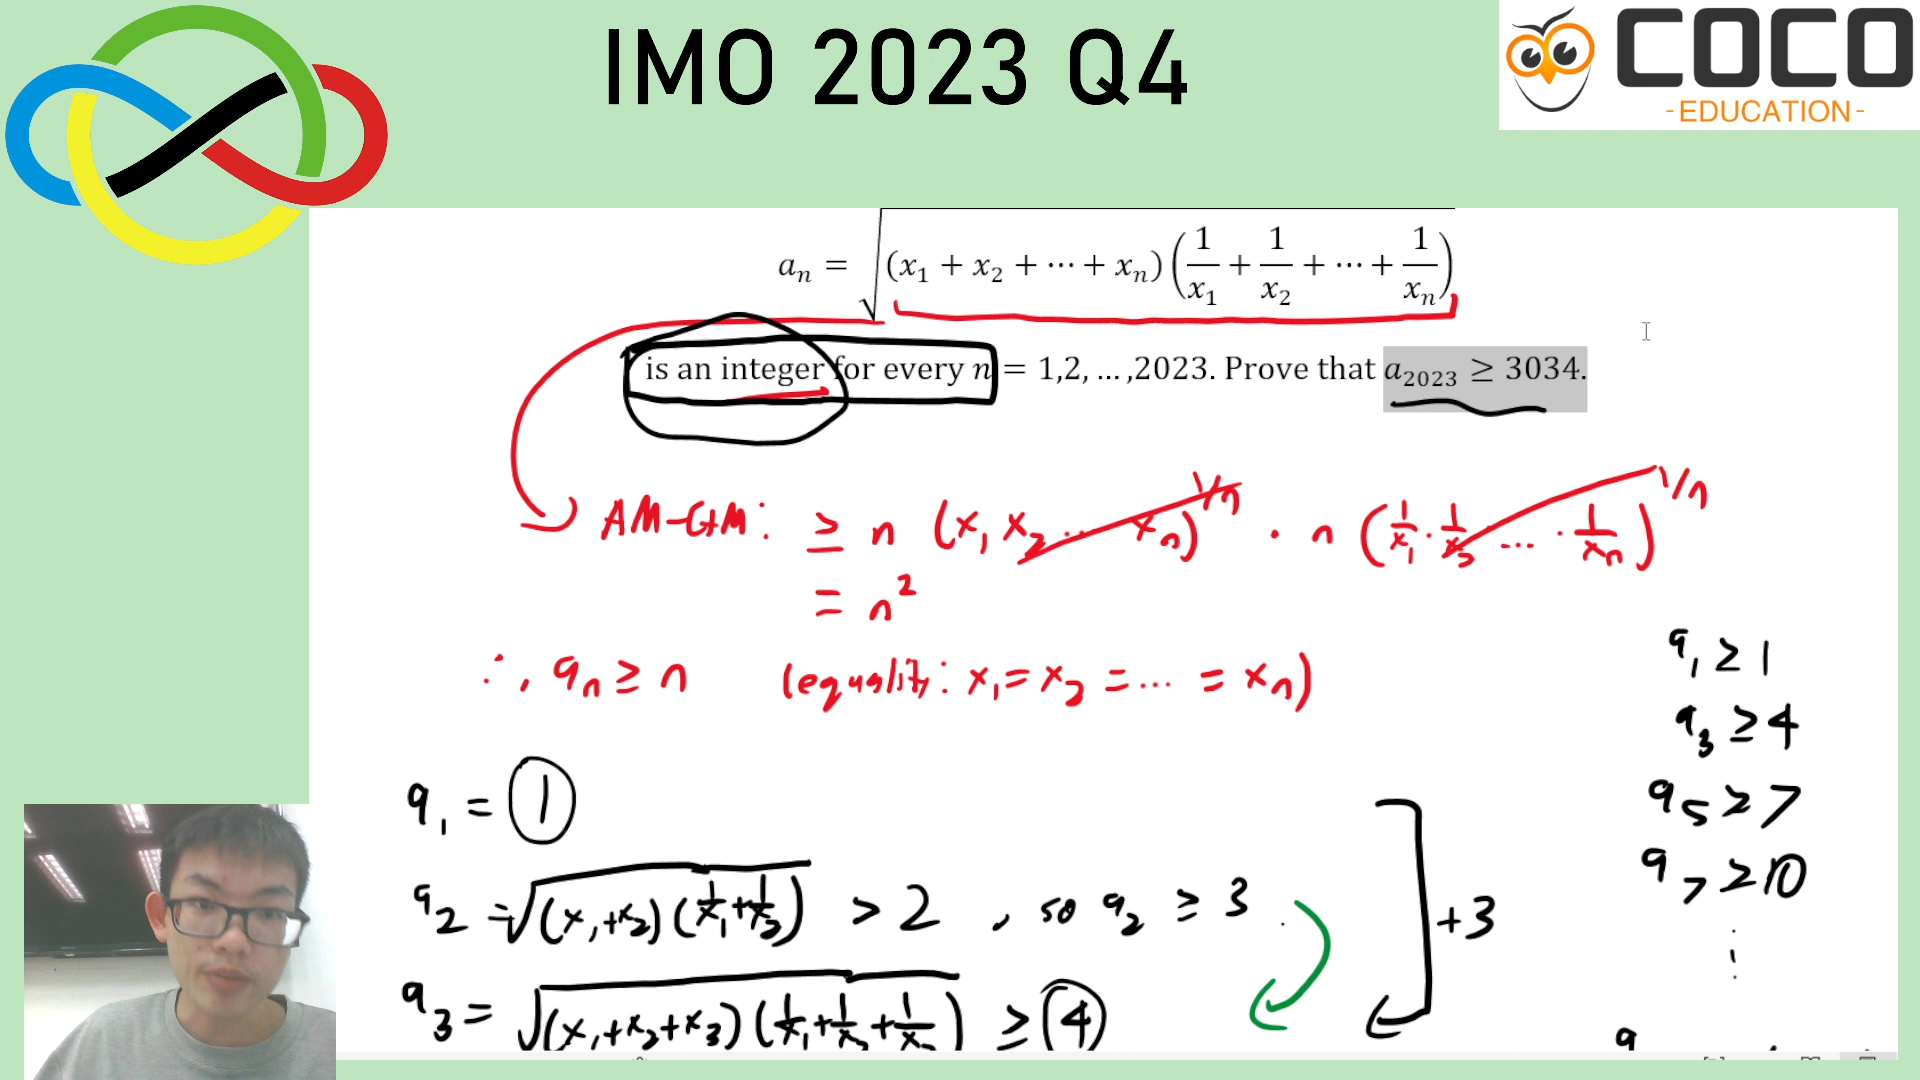 IMO 2023 Q4
COCO
-EDUCATION-
aₙ = √((x₁ + x₂ + ⋯ + xₙ)(1/x₁ + 1/x₂ + ⋯ + 1/xₙ))
is an integer for every n = 1,2, … ,2023. Prove that a₂₀₂₃ ≥ 3034.
AM-GM: ≥ n (x₁ x₂ ... xₙ)^1/n · n (1/x₁ · 1/x₂ · ... · 1/xₙ)^1/n
= n²
∴ aₙ ≥ n (equality: x₁ = x₂ = ... = xₙ)
a₁ ≥ 1
a₃ ≥ 4
a₅ ≥ 7
a₇ ≥ 10
⋮
a₁ = 1
a₂ = √((x₁+x₂)(1/x₁+1/x₂)) > 2 , so a₂ ≥ 3
+3
a₃ = √((x₁+x₂+x₃)(1/x₁+1/x₂+1/x₃)) ≥ 4